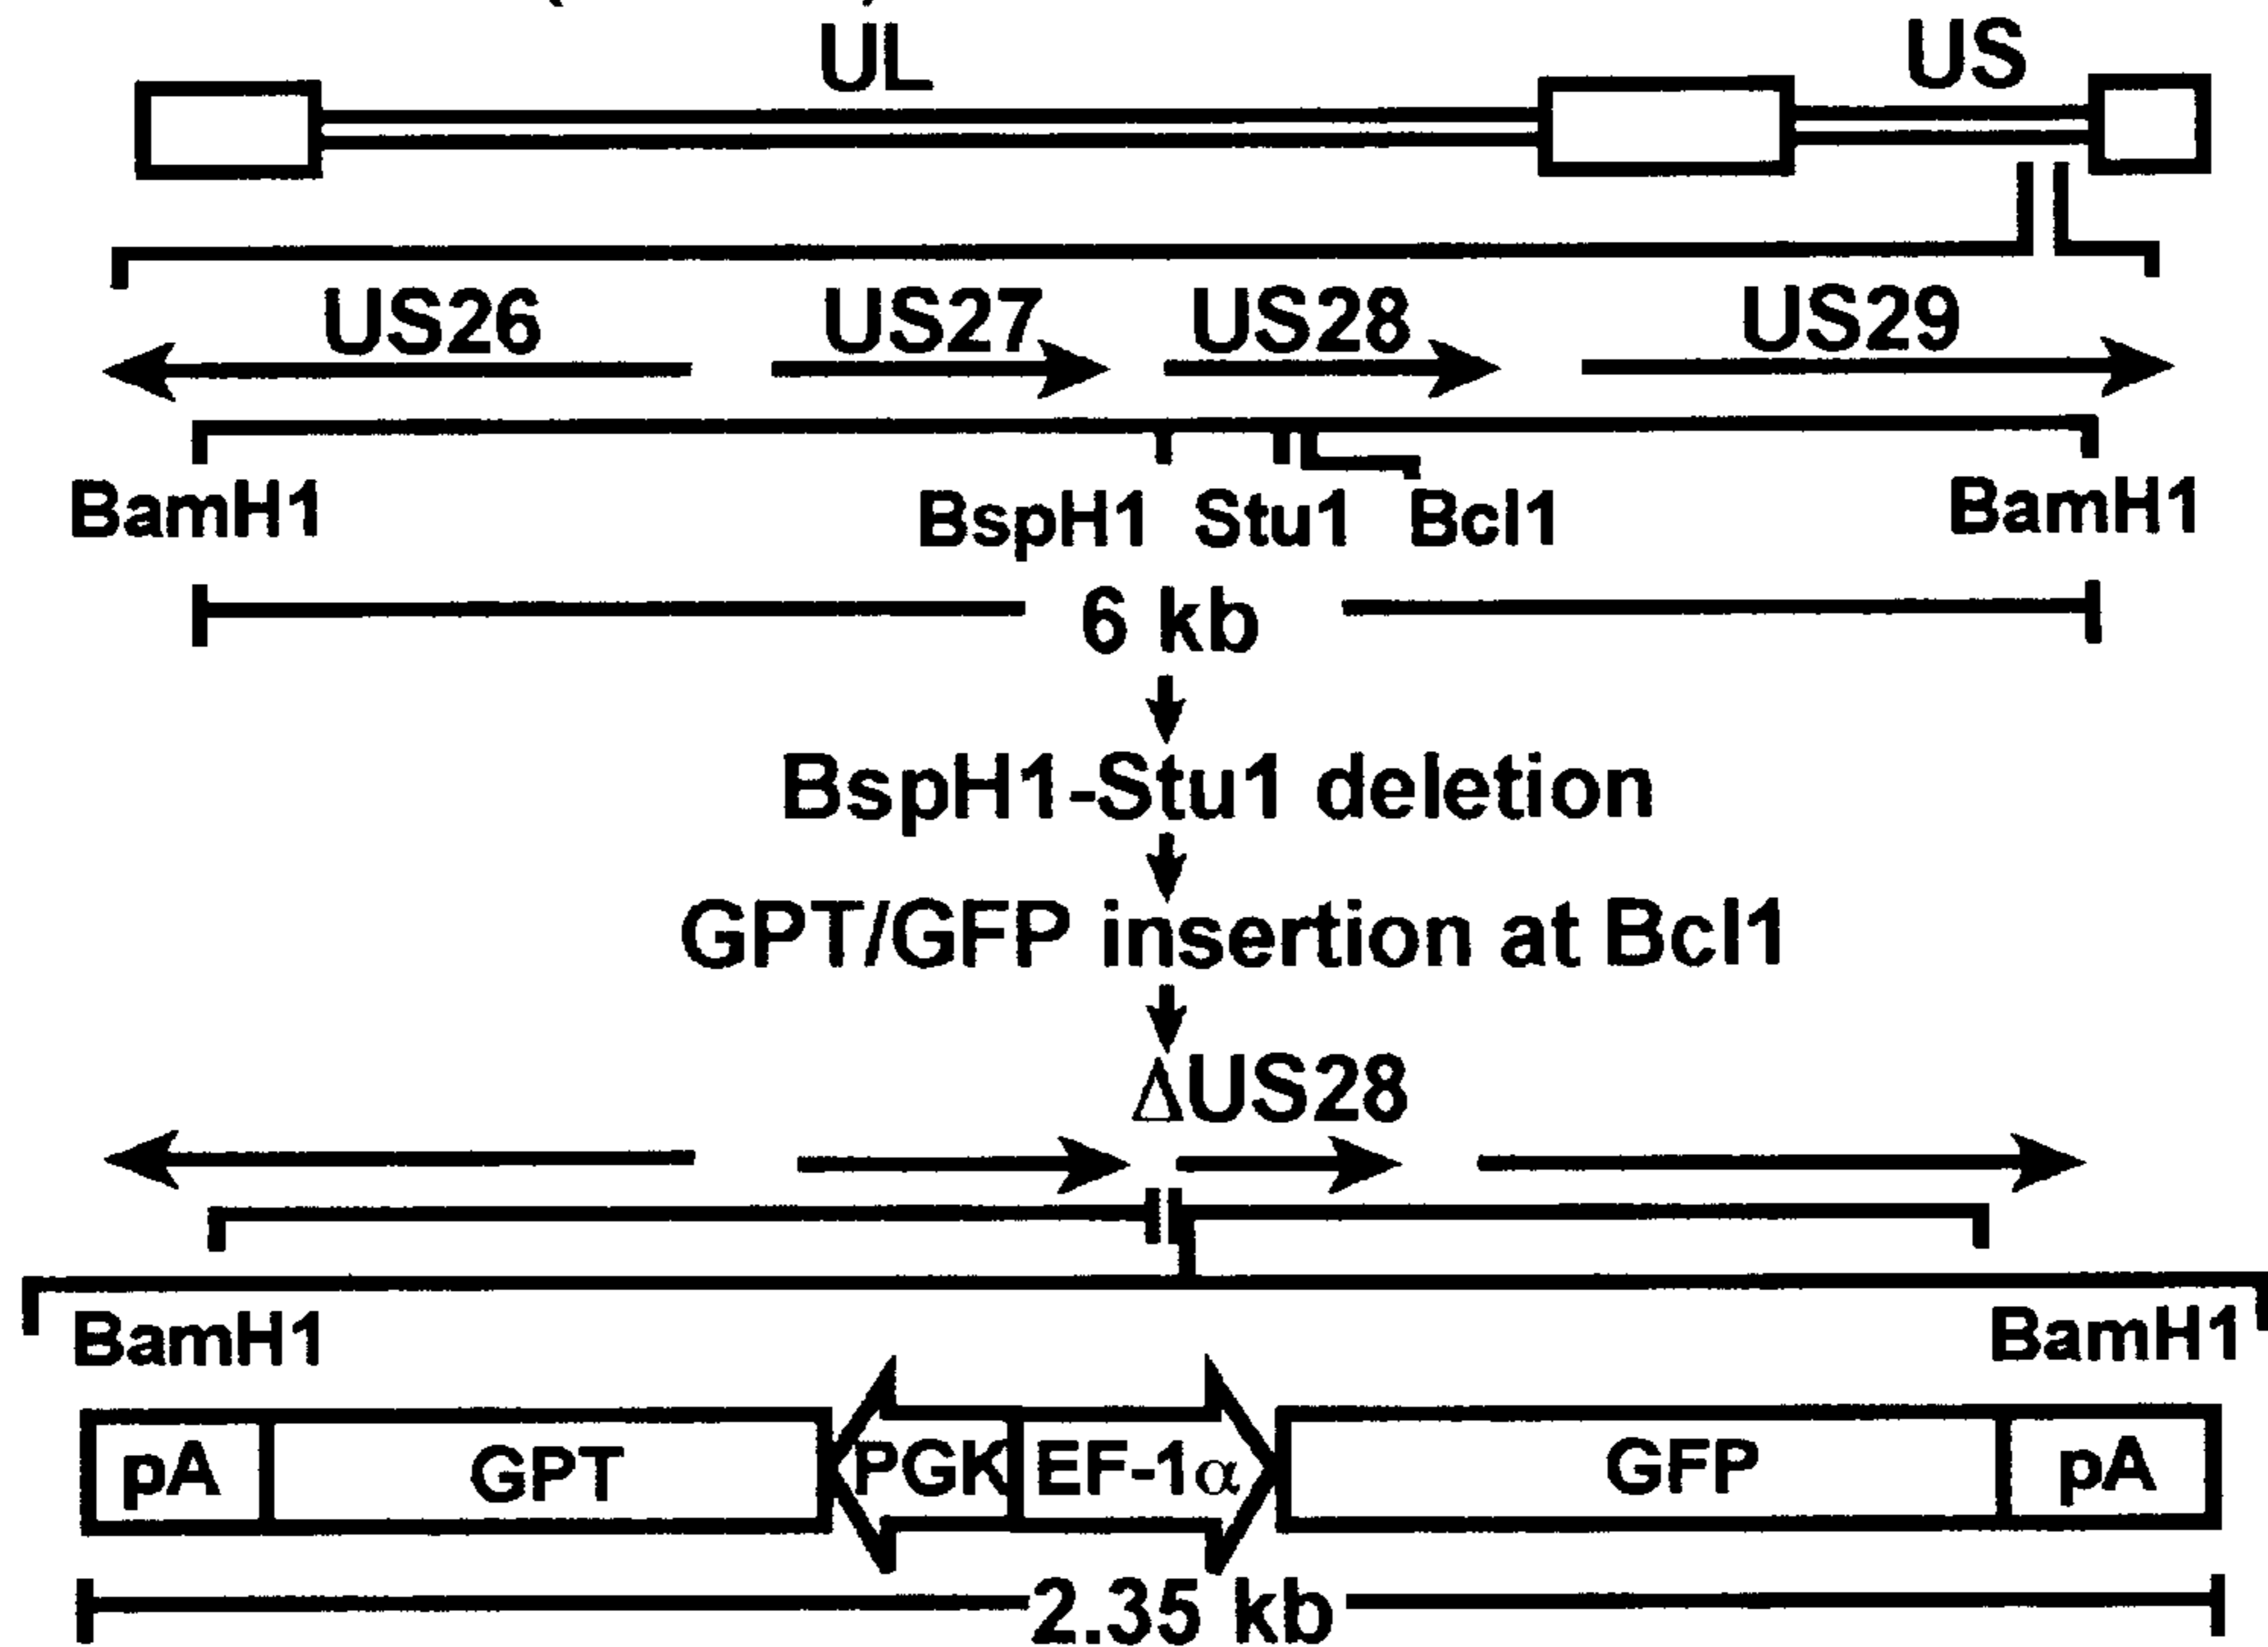 UL US
US26 US27 US28 US29
BamH1 BspH1 Stu1 Bcl1 BamH1
6 kb
BspH1-Stu1 deletion
GPT/GFP insertion at Bcl1
ΔUS28
BamH1 BamH1
pA GPT PGK EF-1α GFP pA
2.35 kb